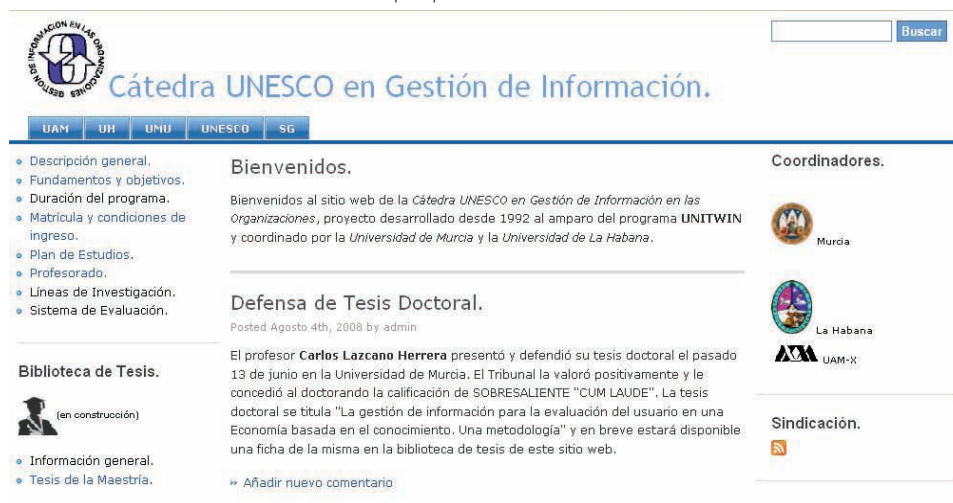 GESTIÓN DE INFORMACIÓN EN LAS ORGANIZACIONES
Buscar
Cátedra UNESCO en Gestión de Información.
UAM UH UMU UNESCO SG
Descripción general.
Fundamentos y objetivos.
Duración del programa.
Matrícula y condiciones de
ingreso.
Plan de Estudios.
Profesorado.
Líneas de Investigación.
Sistema de Evaluación.
Biblioteca de Tesis.
(en construcción)
Información general.
Tesis de la Maestría.
Bienvenidos.
Bienvenidos al sitio web de la Cátedra UNESCO en Gestión de Información en las
Organizaciones, proyecto desarrollado desde 1992 al amparo del programa UNITWIN
y coordinado por la Universidad de Murcia y la Universidad de La Habana.
Defensa de Tesis Doctoral.
Posted Agosto 4th, 2008 by admin
El profesor Carlos Lazcano Herrera presentó y defendió su tesis doctoral el pasado
13 de junio en la Universidad de Murcia. El Tribunal la valoró positivamente y le
concedió al doctorando la calificación de SOBRESALIENTE "CUM LAUDE". La tesis
doctoral se titula "La gestión de información para la evaluación del usuario en una
Economía basada en el conocimiento. Una metodología" y en breve estará disponible
una ficha de la misma en la biblioteca de tesis de este sitio web.
» Añadir nuevo comentario
Coordinadores.
Murcia
La Habana
UAM-X
Sindicación.